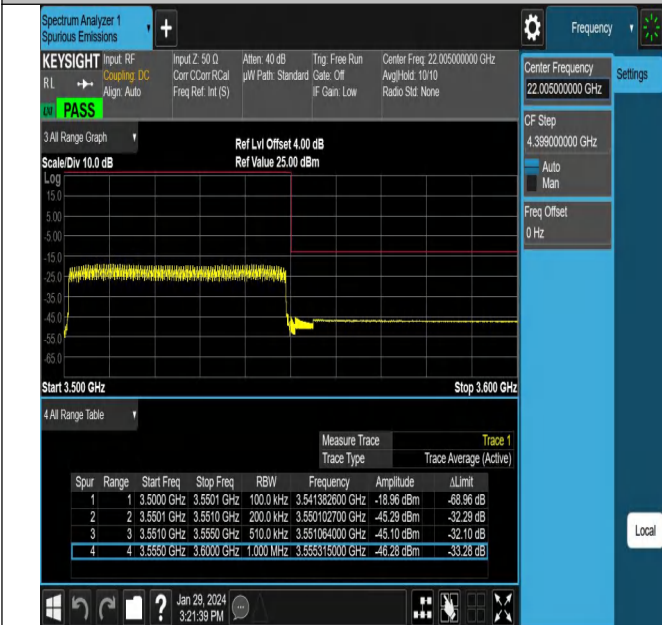 Spectrum Analyzer 1
Spurious Emissions
Frequency
KEYSIGHT
RL
Input: RF
Coupling: DC
Align: Auto
Input Z: 50 Ω
Corr CCorr RCal
Freq Ref: Int (S)
Atten: 40 dB
µW Path: Standard
Trig: Free Run
Gate: Off
IF Gain: Low
Center Freq: 22.005000000 GHz
Avg|Hold: 10/10
Radio Std: None
PASS
Center Frequency
22.005000000 GHz
Settings
CF Step
4.399000000 GHz
Auto
Man
Freq Offset
0 Hz
3 All Range Graph
Scale/Div 10.0 dB
Ref Lvl Offset 4.00 dB
Ref Value 25.00 dBm
Log
15.0
5.00
-5.00
-15.0
-25.0
-35.0
-45.0
-55.0
-65.0
Start 3.500 GHz Stop 3.600 GHz
4 All Range Table
Measure Trace Trace 1
Trace Type Trace Average (Active)
Spur Range Start Freq Stop Freq RBW Frequency Amplitude ΔLimit
1 1 3.5000 GHz 3.5501 GHz 100.0 kHz 3.541382600 GHz -18.96 dBm -68.96 dB
2 2 3.5501 GHz 3.5510 GHz 200.0 kHz 3.550102700 GHz -45.29 dBm -32.29 dB
3 3 3.5510 GHz 3.5550 GHz 510.0 kHz 3.551064000 GHz -45.10 dBm -32.10 dB
4 4 3.5550 GHz 3.6000 GHz 1.000 MHz 3.555315000 GHz -46.28 dBm -33.28 dB
Local
Jan 29, 2024
3:21:39 PM